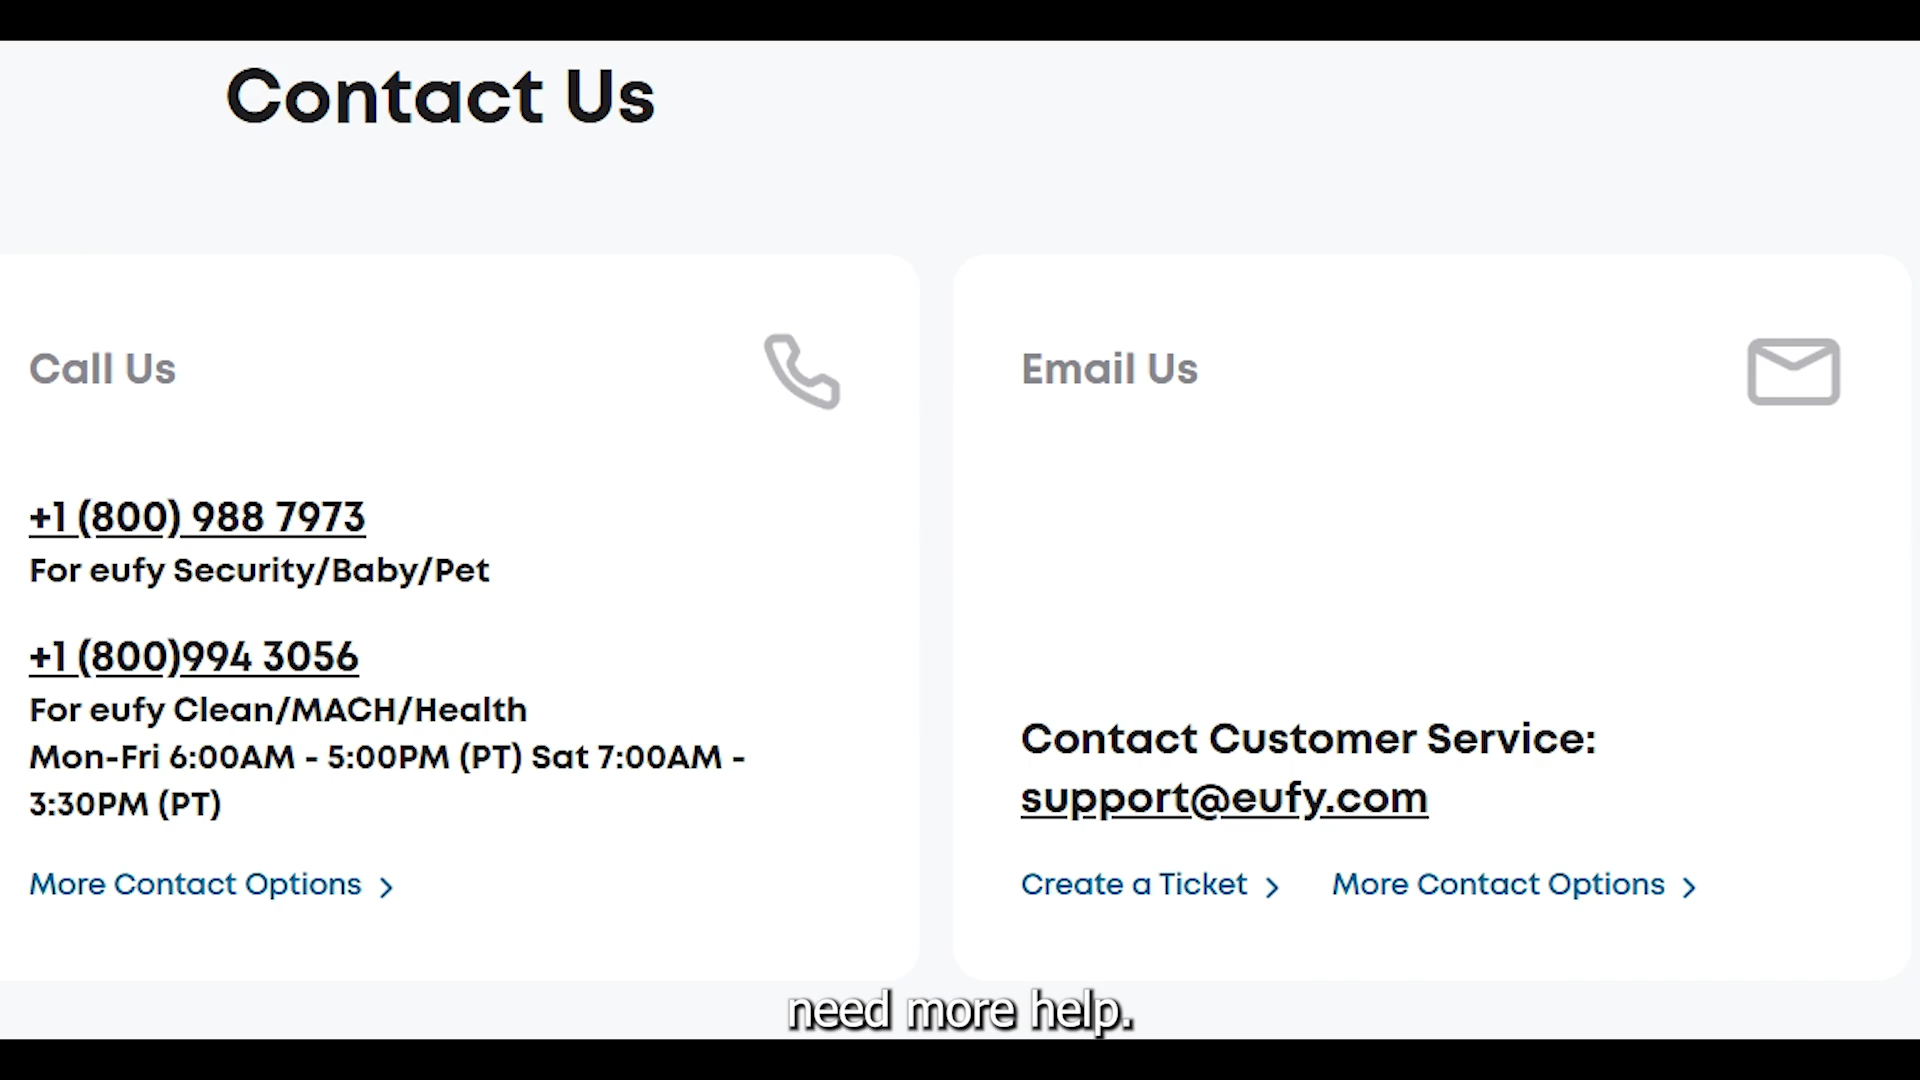 Contact Us
Call Us
+1 (800) 988 7973
For eufy Security/Baby/Pet
+1 (800)994 3056
For eufy Clean/MACH/Health
Mon-Fri 6:00AM - 5:00PM (PT) Sat 7:00AM -
3:30PM (PT)
More Contact Options
Email Us
Contact Customer Service:
support@eufy.com
Create a Ticket
More Contact Options
need more help.